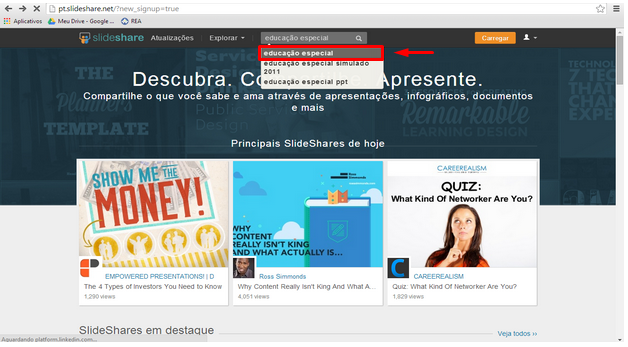 pt.slideshare.net/?new_signup=true
Aplicativos
Meu Drive - Google ...
REA
slideshare
Atualizações
Explorar
educação especial
Carregar
educação especial
educação especial simulado
2011
educação especial ppt
Descubra. Co Apresente.
Compartilhe o que você sabe e ama através de apresentações, infográficos, documentos
e mais
THE
Planners
TEMPLATE
Design
Remarkable
LEARNING DESIGN
Principais SlideShares de hoje
SHOW ME THE
MONEY!
EMPOWERED PRESENTATIONS! | D
The 4 Types of Investors You Need to Know
1,290 views
Ross
Simmonds
WHY
CONTENT
REALLY ISN'T KING
AND WHAT ACTUALLY IS...
Ross Simmonds
Why Content Really Isn't King And What A...
4,051 views
CAREEREALISM
QUIZ:
What Kind Of Networker Are You?
CAREEREALISM
Quiz: What Kind Of Networker Are You?
1,829 views
SlideShares em destaque
Veja todos ››
Aguardando platform.linkedin.com...